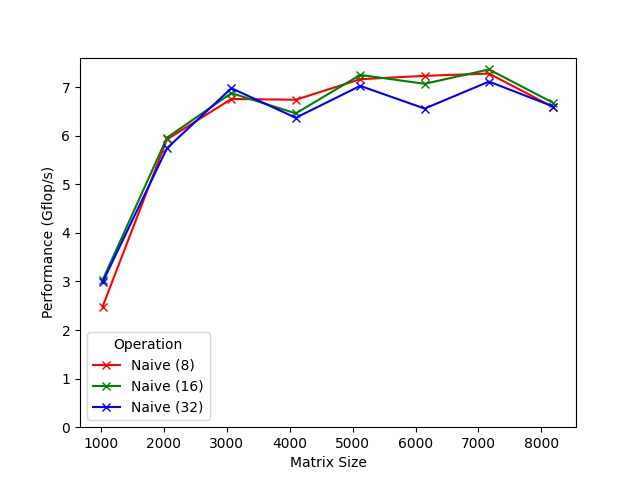 7
6
5
4
3
2
1
0
Performance (Gflop/s)
Operation
Naive (8)
Naive (16)
Naive (32)
1000 2000 3000 4000 5000 6000 7000 8000
Matrix Size